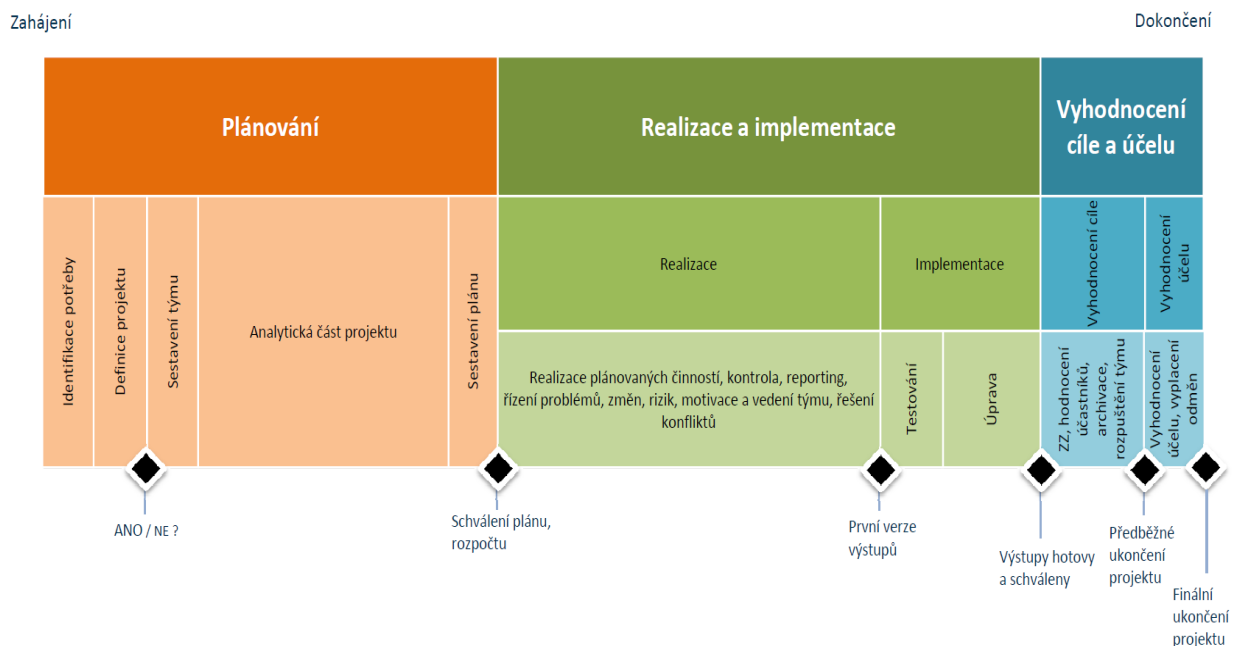 Zahájení
Dokončení
Plánování
Realizace a implementace
Vyhodnocení
cíle a účelu
Identifikace potřeby
Definice projektu
Sestavení týmu
Analytická část projektu
Sestavení plánu
Realizace
Implementace
Vyhodnocení cíle
Vyhodnocení
účelu
Realizace plánovaných činností, kontrola, reporting,
řízení problémů, změn, rizik, motivace a vedení týmu, řešení
konfliktů
Testování
Úprava
ZZ, hodnocení
účastníků,
archivace,
rozpuštění týmu
Vyhodnocení
účelu, vyplacení
odměn
ANO / NE ?
Schválení plánu,
rozpočtu
První verze
výstupů
Výstupy hotovy
a schváleny
Předběžné
ukončení
projektu
Finální
ukončení
projektu